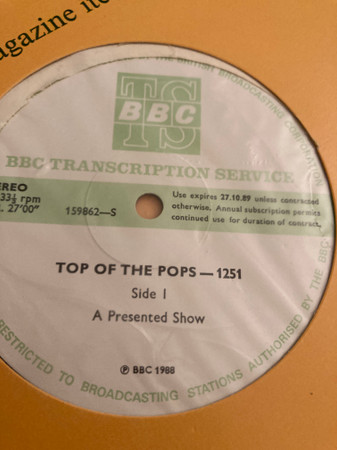 agazine
BY THE BRITISH BROADCASTING CORPORATION
TS
BBC
BBC TRANSCRIPTION SERVICE
EREO
33⅓ rpm
27'00"
159862—S
Use expires 27.10.89 unless contracted
otherwise. Annual subscription permits
continued use for duration of contract.
TOP OF THE POPS — 1251
Side 1
A Presented Show
℗ BBC 1988
RESTRICTED TO BROADCASTING STATIONS AUTHORISED BY THE BBC